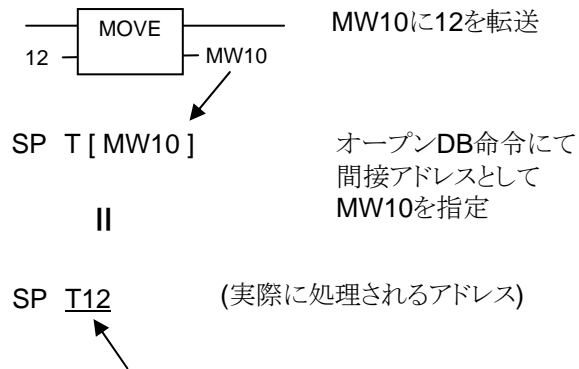 MOVE
MW10に12を転送
12
MW10
SP T [ MW10 ]
オープンDB命令にて
間接アドレスとして
MW10を指定
=
SP T12
(実際に処理されるアドレス)